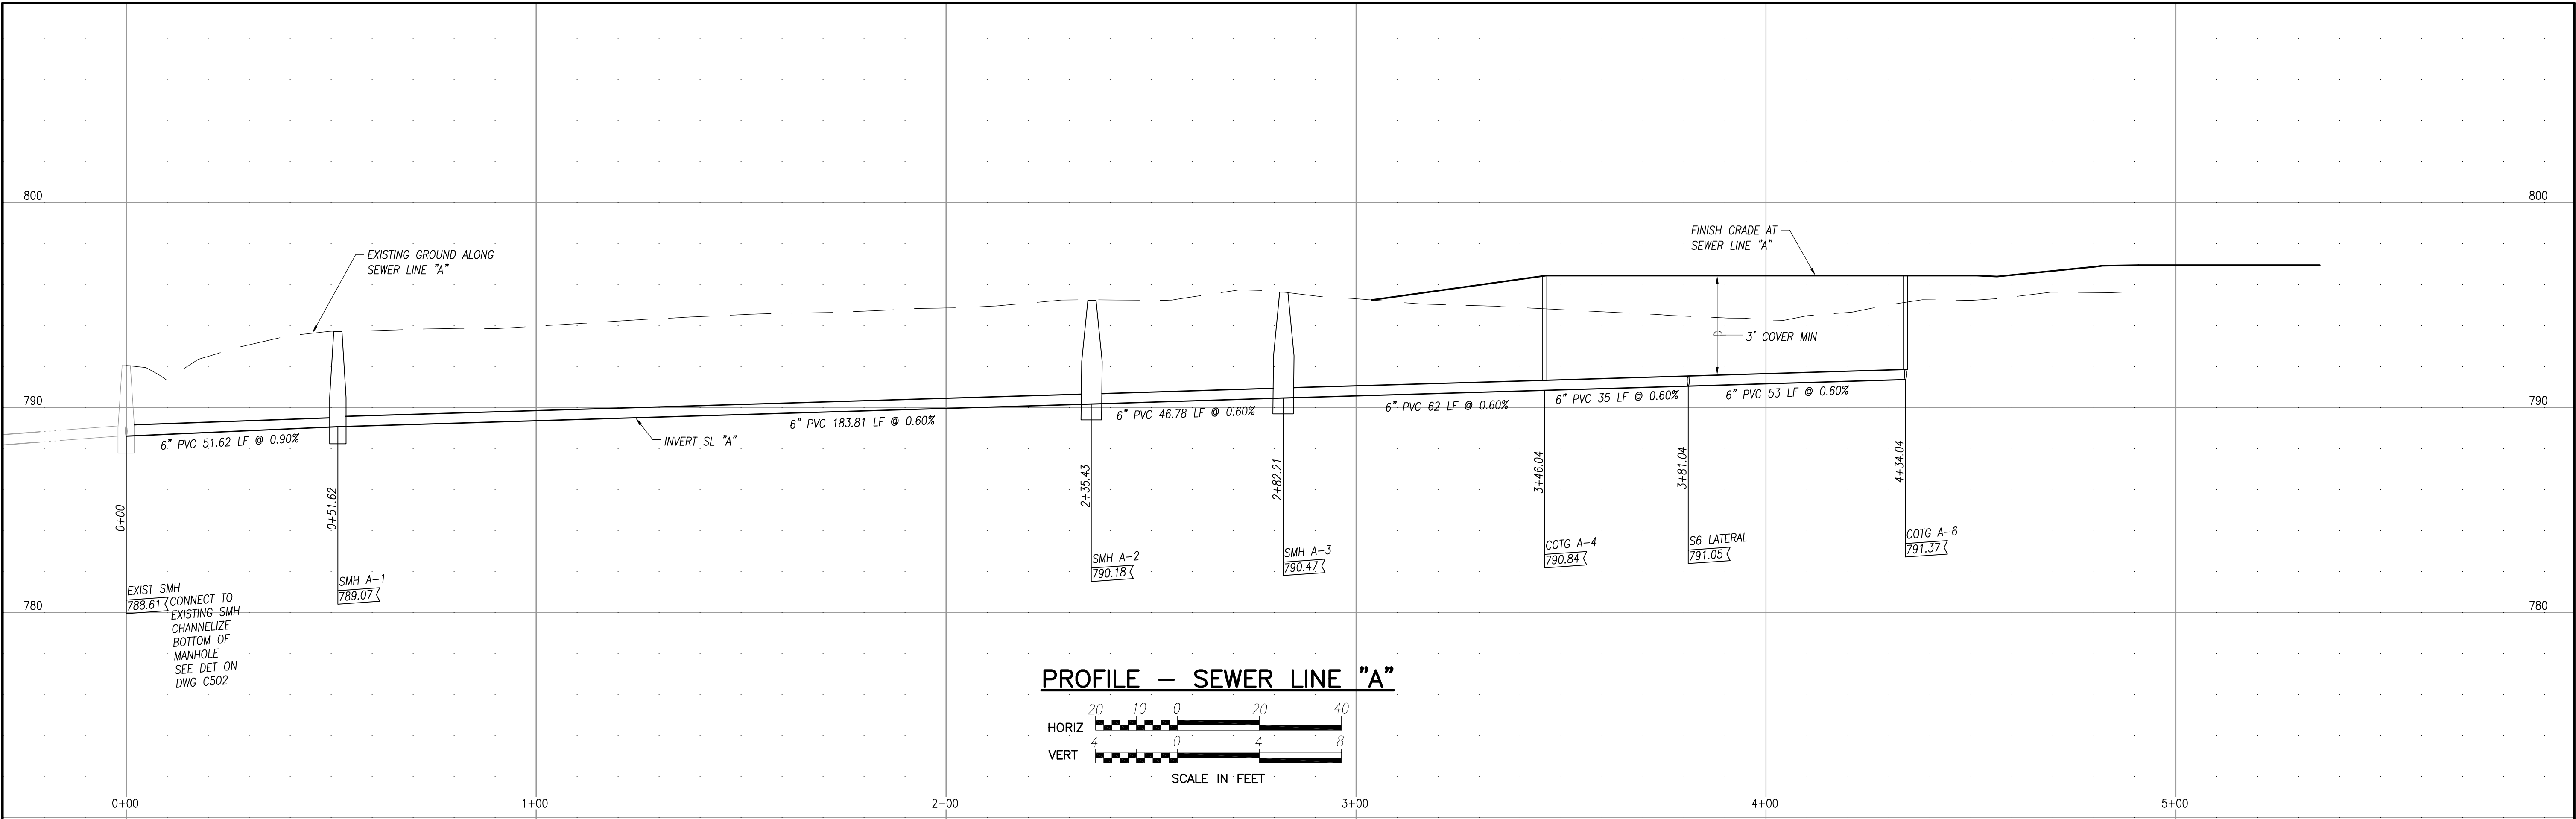 800
800
EXISTING GROUND ALONG
SEWER LINE "A"
FINISH GRADE AT
SEWER LINE "A"
3' COVER MIN
790
790
6" PVC 51.62 LF @ 0.90%
INVERT SL "A"
6" PVC 183.81 LF @ 0.60%
6" PVC 46.78 LF @ 0.60%
6" PVC 62 LF @ 0.60%
6" PVC 35 LF @ 0.60%
6" PVC 53 LF @ 0.60%
0+00
0+51.62
2+35.43
2+82.21
3+46.04
3+81.04
4+34.04
EXIST SMH
788.61
CONNECT TO
EXISTING SMH
CHANNELIZE
BOTTOM OF
MANHOLE
SEE DET ON
DWG C502
SMH A-1
789.07
SMH A-2
790.18
SMH A-3
790.47
COTG A-4
790.84
S6 LATERAL
791.05
COTG A-6
791.37
780
780
PROFILE - SEWER LINE "A"
HORIZ
20 10 0 20 40
VERT
4 0 4 8
SCALE IN FEET
0+00
1+00
2+00
3+00
4+00
5+00